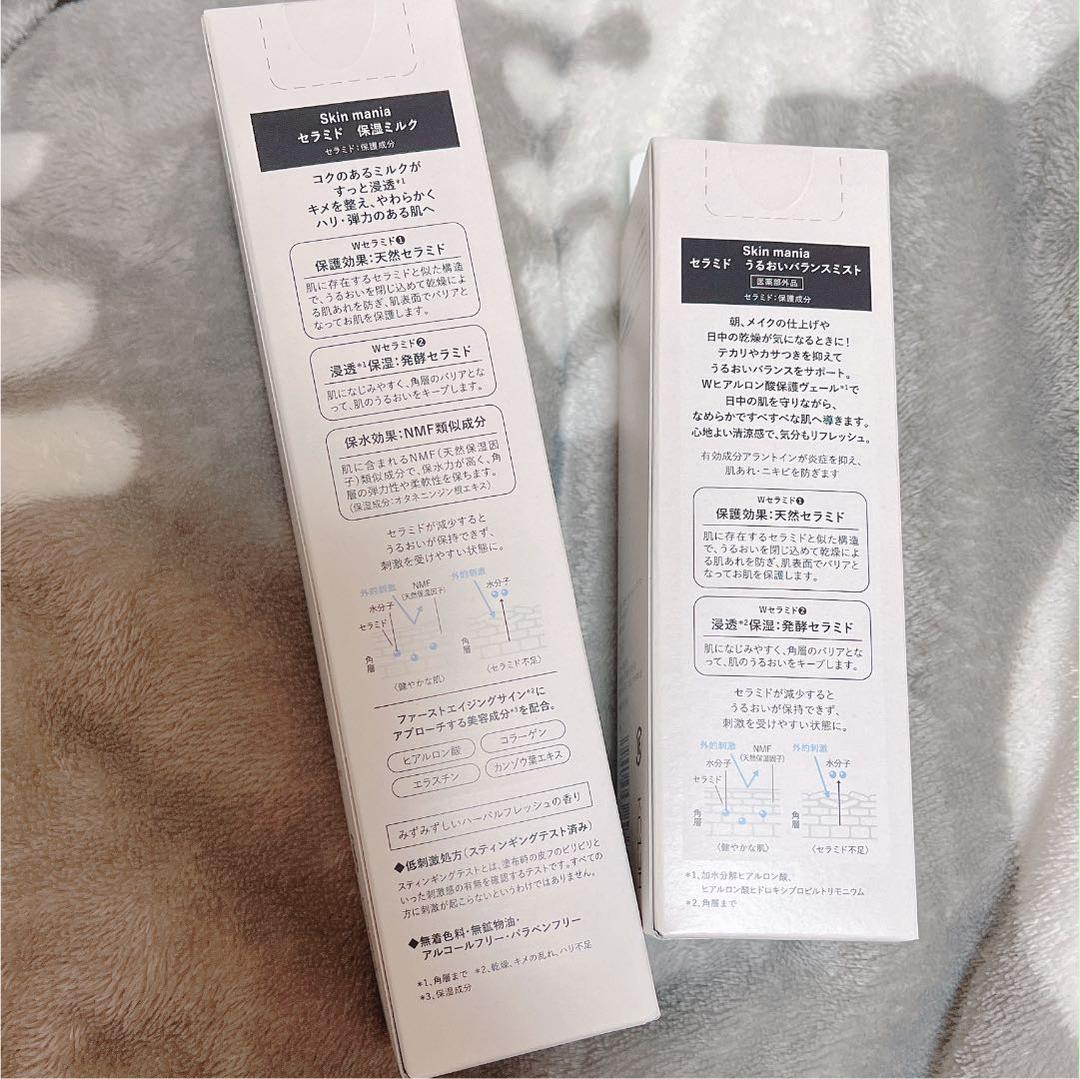 Skin mania
セラミド 保湿ミルク
セラミド:保護成分
コクのあるミルクが
すっと浸透*1
キメを整え、やわらかく
ハリ・弾力のある肌へ
Wセラミド❶
保護効果:天然セラミド
肌に存在するセラミドと似た構造
で、うるおいを閉じ込めて乾燥によ
る肌あれを防ぎ、肌表面でバリアと
なってお肌を保護します。
Wセラミド❷
浸透*1保湿:発酵セラミド
肌になじみやすく、角層のバリアとな
って、肌のうるおいをキープします。
保水効果:NMF類似成分
肌に含まれるNMF(天然保湿因
子)類似成分で、保水力が高く、角
層の弾力性や柔軟性を保ちます。
(保湿成分:オタネニンジン根エキス)
セラミドが減少すると
うるおいが保持できず、
刺激を受けやすい状態に。
外的刺激
NMF
(天然保湿因子)
水分子
セラミド
角層
(健やかな肌)
外的刺激
水分子
角層
(セラミド不足)
ファーストエイジングサイン*2に
アプローチする美容成分*3を配合。
ヒアルロン酸
コラーゲン
エラスチン
カンゾウ葉エキス
みずみずしいハーバルフレッシュの香り
◆低刺激処方(スティンギングテスト済み)
スティンギングテストとは、塗布時の皮フのピリピリと
いった刺激感の有無を確認するテストです。すべての
方に刺激が起こらないというわけではありません。
◆無着色料・無鉱物油・
アルコールフリー・パラベンフリー
*1、角層まで *2、乾燥、キメの乱れ、ハリ不足
*3、保湿成分
Skin mania
セラミド うるおいバランスミスト
医薬部外品
セラミド:保護成分
朝、メイクの仕上げや
日中の乾燥が気になるときに!
テカリやカサつきを抑えて
うるおいバランスをサポート。
Wヒアルロン酸保護ヴェール*1で
日中の肌を守りながら、
なめらかですべすべな肌へ導きます。
心地よい清涼感で、気分もリフレッシュ。
有効成分アラントインが炎症を抑え、
肌あれ・ニキビを防ぎます
Wセラミド❶
保護効果:天然セラミド
肌に存在するセラミドと似た構造
で、うるおいを閉じ込めて乾燥によ
る肌あれを防ぎ、肌表面でバリアと
なってお肌を保護します。
Wセラミド❷
浸透*2保湿:発酵セラミド
肌になじみやすく、角層のバリアとな
って、肌のうるおいをキープします。
セラミドが減少すると
うるおいが保持できず、
刺激を受けやすい状態に。
外的刺激
NMF
(天然保湿因子)
水分子
セラミド
角層
(健やかな肌)
外的刺激
水分子
角層
(セラミド不足)
*1、加水分解ヒアルロン酸、
ヒアルロン酸ヒドロキシプロピルトリモニウム
*2、角層まで